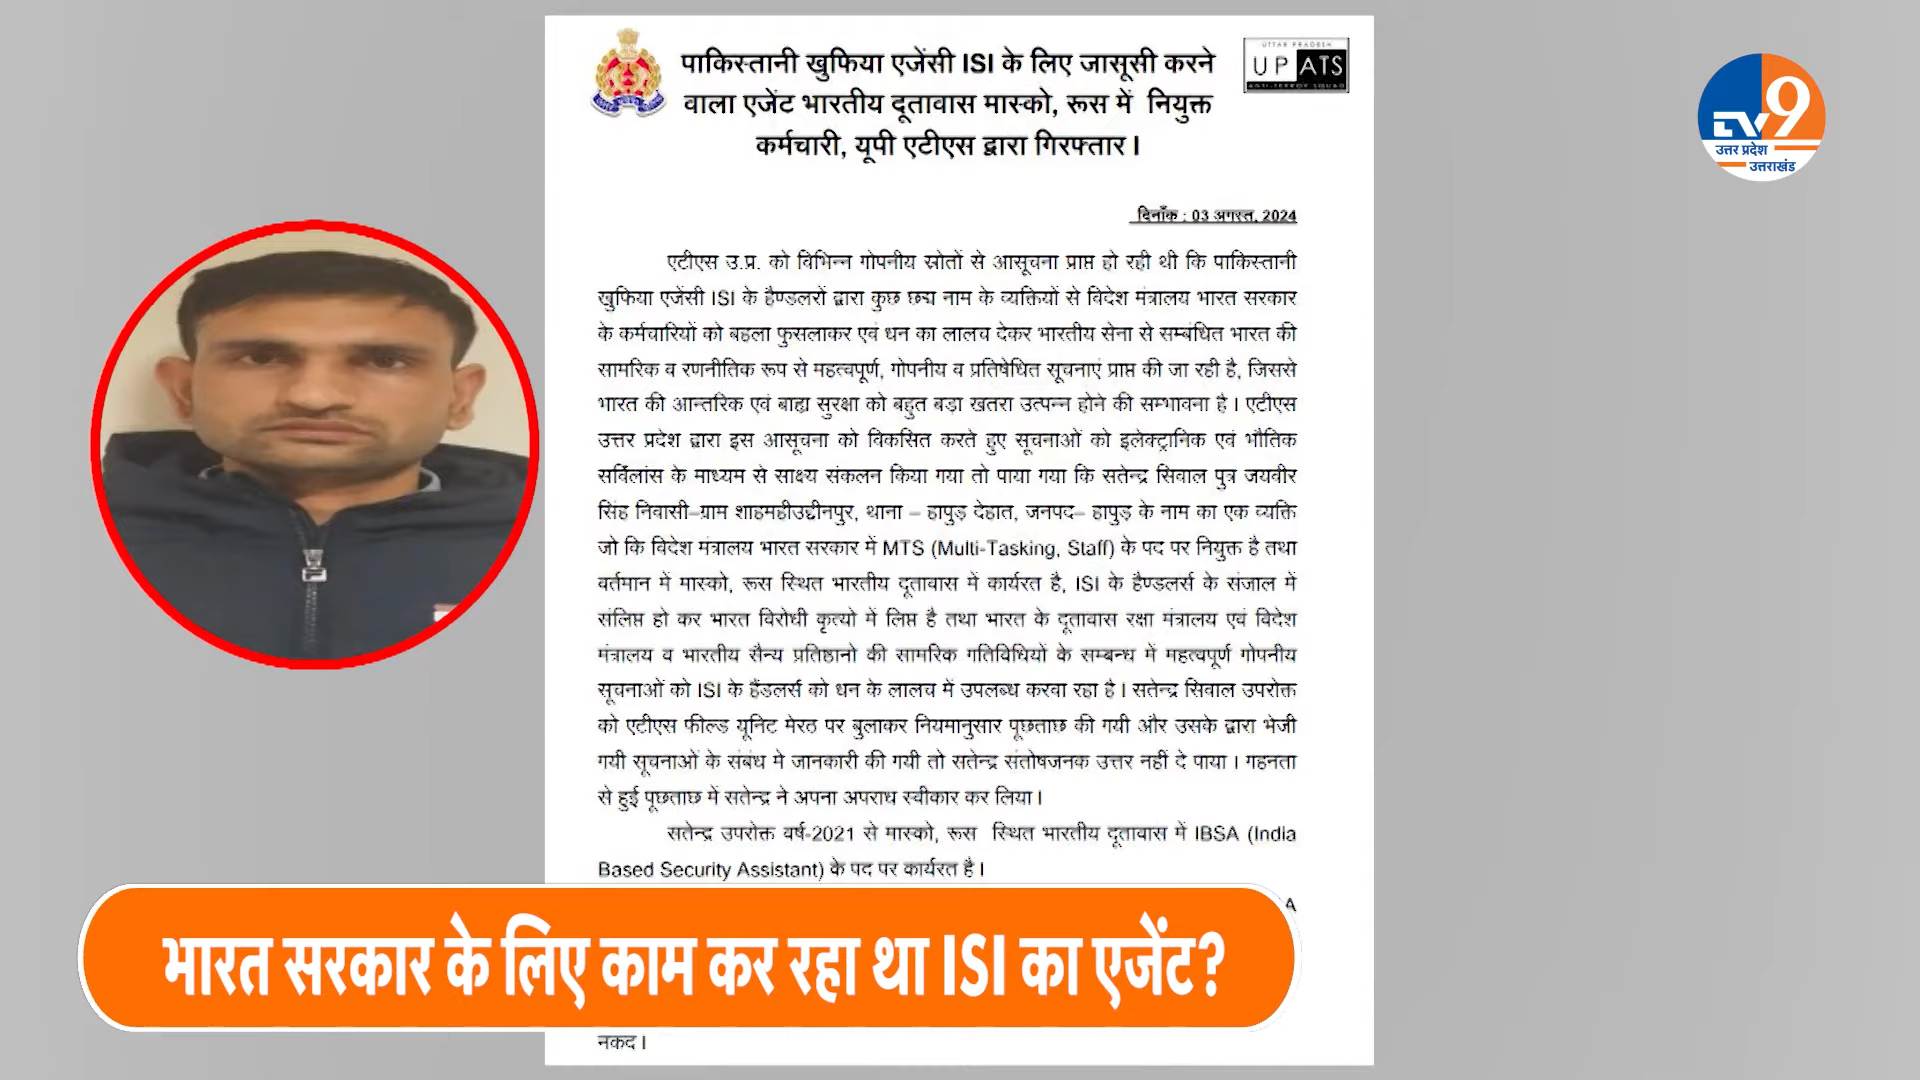 पाकिस्तानी खुफिया एजेंसी ISI के लिए जासूसी करने
वाला एजेंट भारतीय दूतावास मास्को, रूस में नियुक्त
कर्मचारी, यूपी एटीएस द्वारा गिरफ्तार।
UTTAR PRADESH
UP ATS
ANTI-TERROR SQUAD
TV9
उत्तर प्रदेश
उत्तराखंड
दिनाँक : 03 अगस्त, 2024
एटीएस उ.प्र. को विभिन्न गोपनीय स्रोतों से आसूचना प्राप्त हो रही थी कि पाकिस्तानी
खुफिया एजेंसी ISI के हैण्डलरों द्वारा कुछ छद्म नाम के व्यक्तियों से विदेश मंत्रालय भारत सरकार
के कर्मचारियों को बहला फुसलाकर एवं धन का लालच देकर भारतीय सेना से सम्बंधित भारत की
सामरिक व रणनीतिक रूप से महत्वपूर्ण, गोपनीय व प्रतिषेधित सूचनाएं प्राप्त की जा रही है, जिससे
भारत की आन्तरिक एवं बाह्य सुरक्षा को बहुत बड़ा खतरा उत्पन्न होने की सम्भावना है। एटीएस
उत्तर प्रदेश द्वारा इस आसूचना को विकसित करते हुए सूचनाओं को इलेक्ट्रानिक एवं भौतिक
सर्विलांस के माध्यम से साक्ष्य संकलन किया गया तो पाया गया कि सतेन्द्र सिवाल पुत्र जयवीर
सिंह निवासी–ग्राम शाहमहीउद्दीनपुर, थाना – हापुड़ देहात, जनपद– हापुड़ के नाम का एक व्यक्ति
जो कि विदेश मंत्रालय भारत सरकार में MTS (Multi-Tasking, Staff) के पद पर नियुक्त है तथा
वर्तमान में मास्को, रूस स्थित भारतीय दूतावास में कार्यरत है, ISI के हैण्डलर्स के संजाल में
संलिप्त हो कर भारत विरोधी कृत्यो में लिप्त है तथा भारत के दूतावास रक्षा मंत्रालय एवं विदेश
मंत्रालय व भारतीय सैन्य प्रतिष्ठानो की सामरिक गतिविधियों के सम्बन्ध में महत्वपूर्ण गोपनीय
सूचनाओं को ISI के हैंडलर्स को धन के लालच में उपलब्ध करवा रहा है। सतेन्द्र सिवाल उपरोक्त
को एटीएस फील्ड यूनिट मेरठ पर बुलाकर नियमानुसार पूछताछ की गयी और उसके द्वारा भेजी
गयी सूचनाओं के संबंध मे जानकारी की गयी तो सतेन्द्र संतोषजनक उत्तर नहीं दे पाया। गहनता
से हुई पूछताछ में सतेन्द्र ने अपना अपराध स्वीकार कर लिया।
सतेन्द्र उपरोक्त वर्ष-2021 से मास्को, रूस स्थित भारतीय दूतावास में IBSA (India
Based Security Assistant) के पद पर कार्यरत है।
भारत सरकार के लिए काम कर रहा था ISI का एजेंट?
नकद।